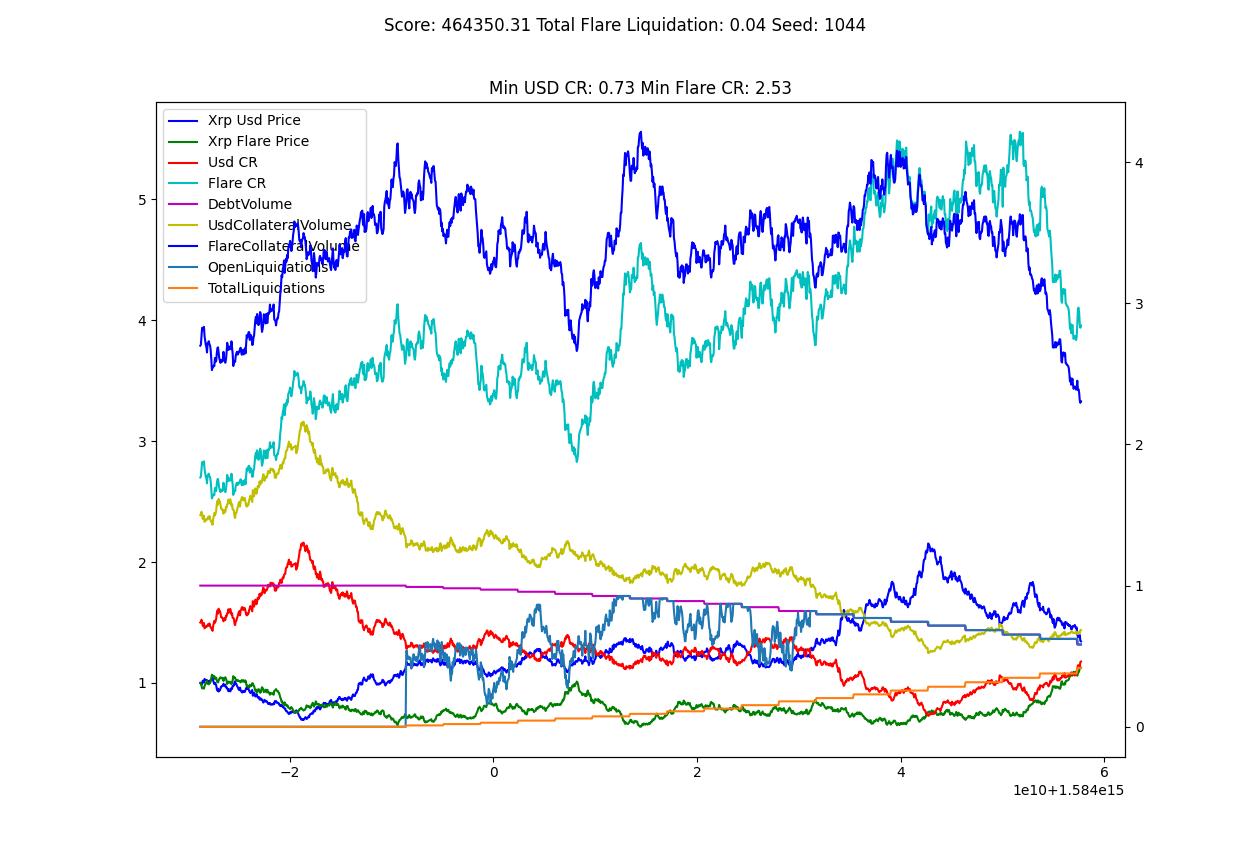 Score: 464350.31 Total Flare Liquidation: 0.04 Seed: 1044
Min USD CR: 0.73 Min Flare CR: 2.53
Xrp Usd Price
Xrp Flare Price
Usd CR
Flare CR
DebtVolume
UsdCollateralVolume
FlareCollateralVolume
OpenLiquidations
TotalLiquidations
5
4
3
2
1
4
3
2
1
0
−2
0
2
4
6
1e10+1.584e15